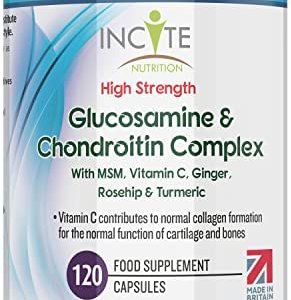 INCITE
NUTRITION
High Strength
Glucosamine &
Chondroitin Complex
With MSM, Vitamin C, Ginger,
Rosehip & Turmeric
• Vitamin C contributes to normal collagen formation
for the normal function of cartilage and bones
120
FOOD SUPPLEMENT
CAPSULES
MADE IN
BRITAIN